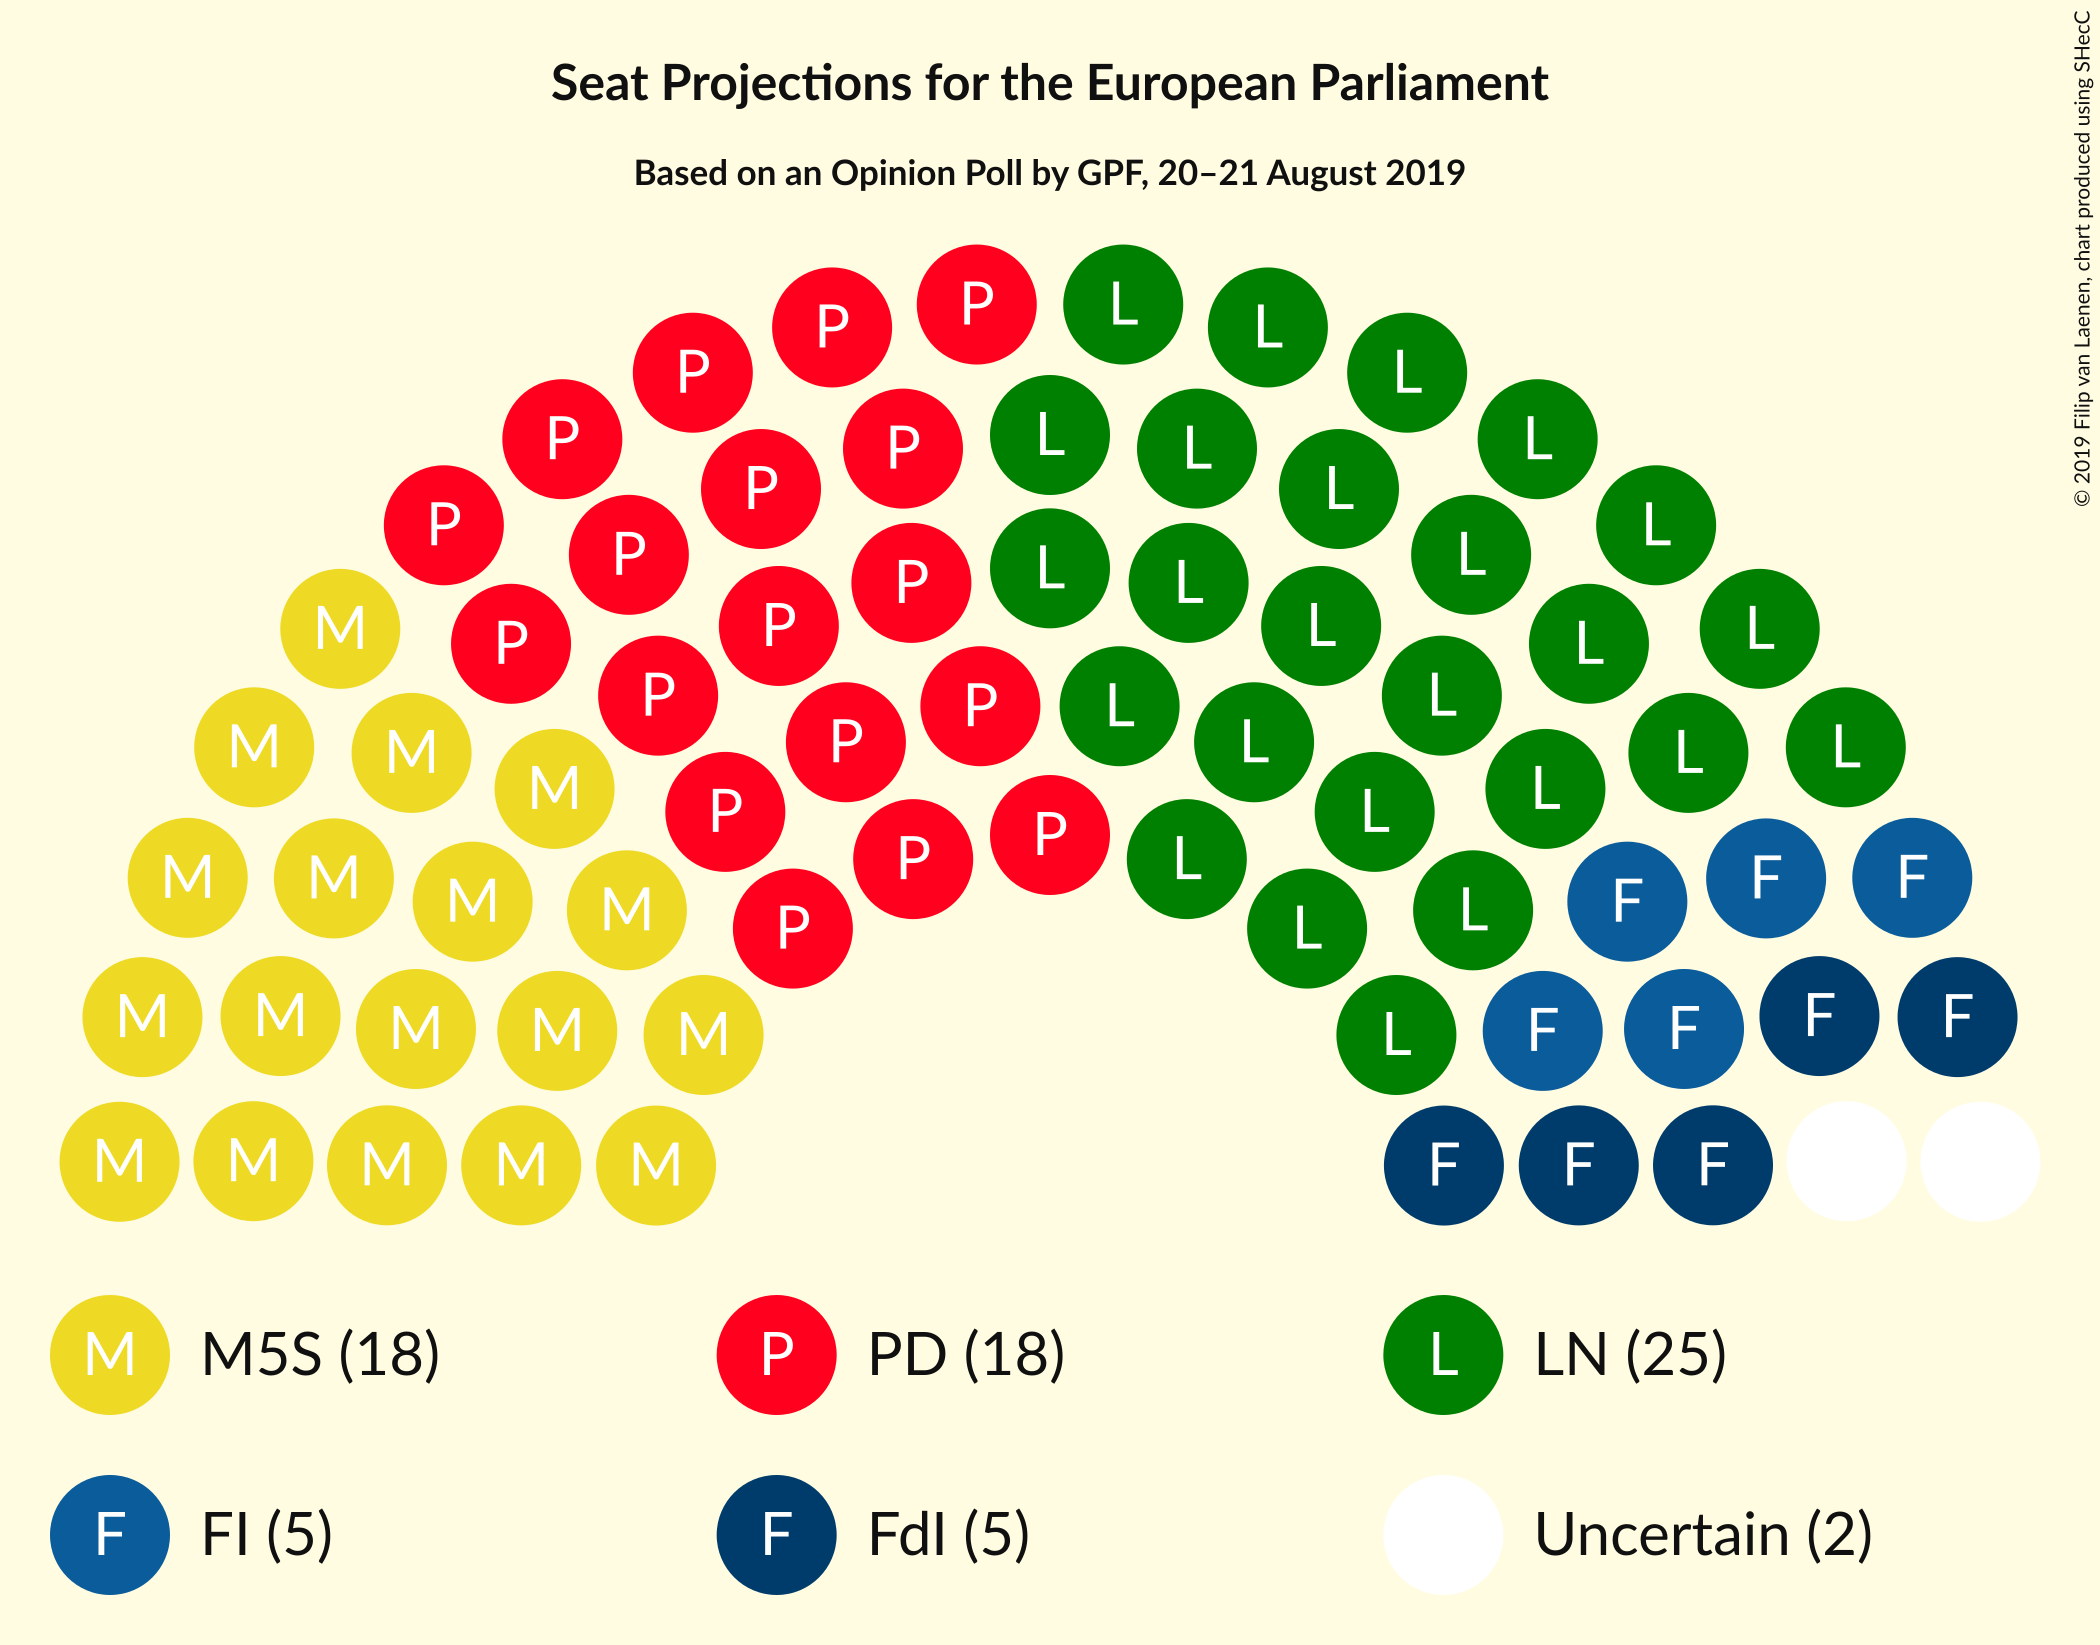 Seat Projections for the European Parliament
Based on an Opinion Poll by GPF, 20–21 August 2019
© 2019 Filip van Laenen, chart produced using SHecC
P P L L
P L
P P L L L
P P L
P P L L L
P P L L
M P L
P P L L
P L
M M P L L L
M P L L
P L
M M P P L F F
M M L F
P L
M M M M M L F F F F
M M M M M F F F
M M5S (18) P PD (18) L LN (25)
F FI (5) F FdI (5) Uncertain (2)